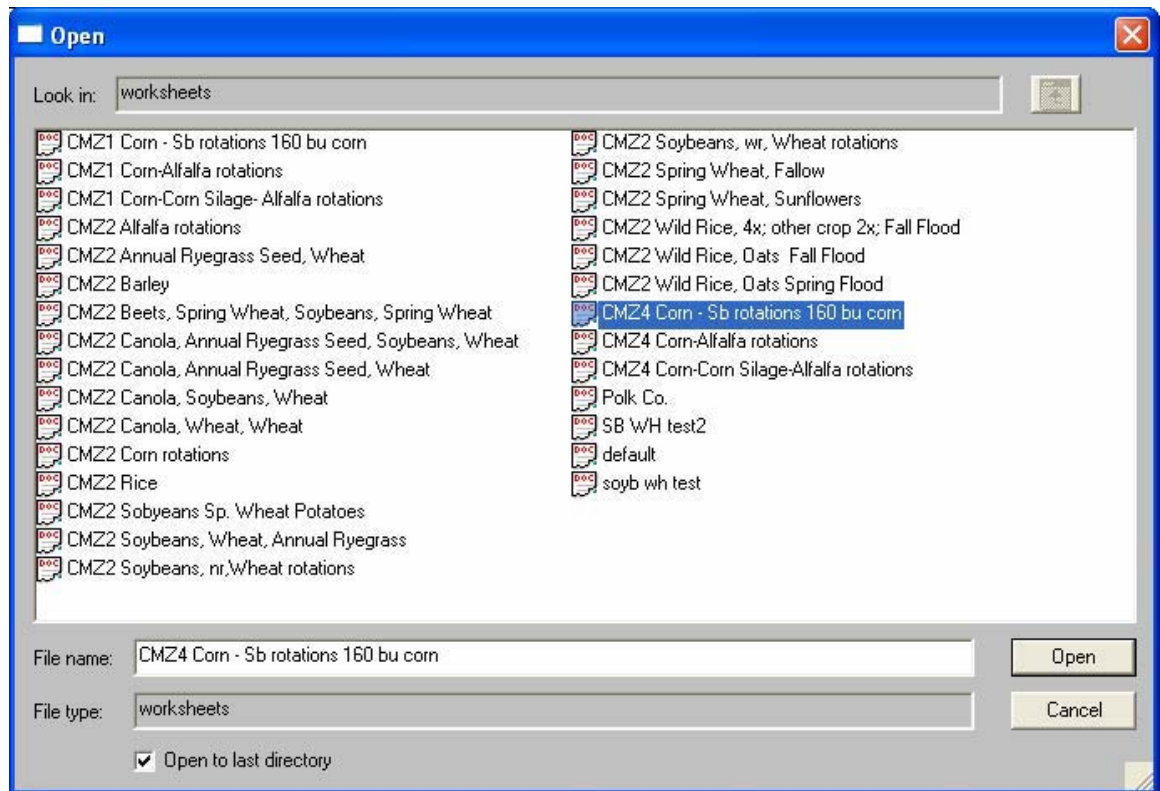 Open
Look in: worksheets
CMZ1 Corn - Sb rotations 160 bu corn
CMZ1 Corn-Alfalfa rotations
CMZ1 Corn-Corn Silage- Alfalfa rotations
CMZ2 Alfalfa rotations
CMZ2 Annual Ryegrass Seed, Wheat
CMZ2 Barley
CMZ2 Beets, Spring Wheat, Soybeans, Spring Wheat
CMZ2 Canola, Annual Ryegrass Seed, Soybeans, Wheat
CMZ2 Canola, Annual Ryegrass Seed, Wheat
CMZ2 Canola, Soybeans, Wheat
CMZ2 Canola, Wheat, Wheat
CMZ2 Corn rotations
CMZ2 Rice
CMZ2 Sobyeans Sp. Wheat Potatoes
CMZ2 Soybeans, Wheat, Annual Ryegrass
CMZ2 Soybeans, nr,Wheat rotations
CMZ2 Soybeans, wr, Wheat rotations
CMZ2 Spring Wheat, Fallow
CMZ2 Spring Wheat, Sunflowers
CMZ2 Wild Rice, 4x; other crop 2x; Fall Flood
CMZ2 Wild Rice, Oats  Fall Flood
CMZ2 Wild Rice, Oats Spring Flood
CMZ4 Corn - Sb rotations 160 bu corn
CMZ4 Corn-Alfalfa rotations
CMZ4 Corn-Corn Silage-Alfalfa rotations
Polk Co.
SB WH test2
default
soyb wh test
File name: CMZ4 Corn - Sb rotations 160 bu corn Open
File type: worksheets Cancel
Open to last directory